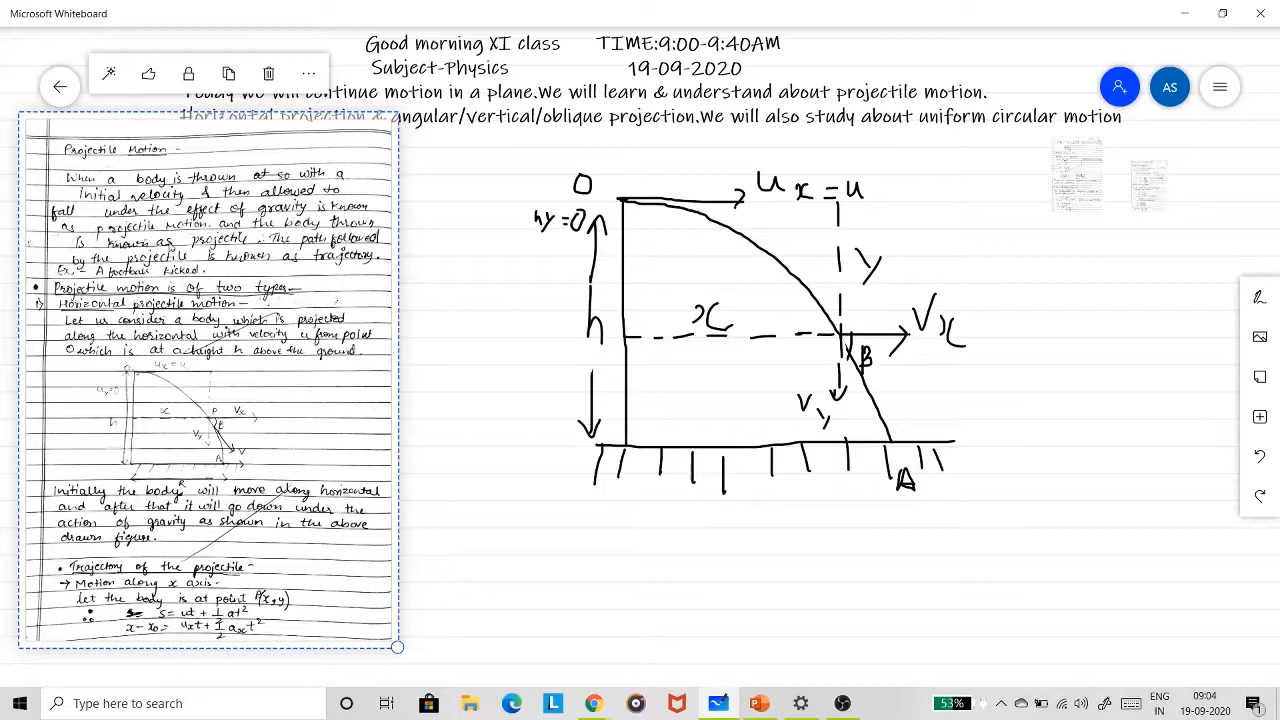 Microsoft Whiteboard
Good morning XI class TIME:9:00-9:40AM
Subject-Physics 19-09-2020
Today we will continue motion in a plane.We will learn & understand about projectile motion.
Horizontal projection & angular/vertical/oblique projection.We will also study about uniform circular motion
AS
Projectile Motion -
When a body is thrown at so with a
initial velocity & then allowed to
fall under the effect of gravity is known
as projectile motion and the body thrown
is known as projectile. The path followed
by the projectile is known as trajectory.
Ex. - A football kicked.
• Projectile motion is of two types -
1) Horizontal projectile motion -
Let us consider a body which is projected
along the horizontal with velocity u from point
O which is at a height h above the ground.
ux = u
uy=0
x
P
Vx
h
Vy
β
V
A
R
Initially the body will move along horizontal
and after that it will go down under the
action of gravity as shown in the above
drawn figure.
• Trajectory of the projectile -
→ Motion along x axis -
Let the body is at point P(x,y)
∴ s = ut + 1/2 at²
x - x₀ = uxt + 1/2 axt²
O
ux = u
uy=0
y
x
Vx
h
β
Vy
A
Type here to search
53%
ENG
IN
09:04
19-09-2020